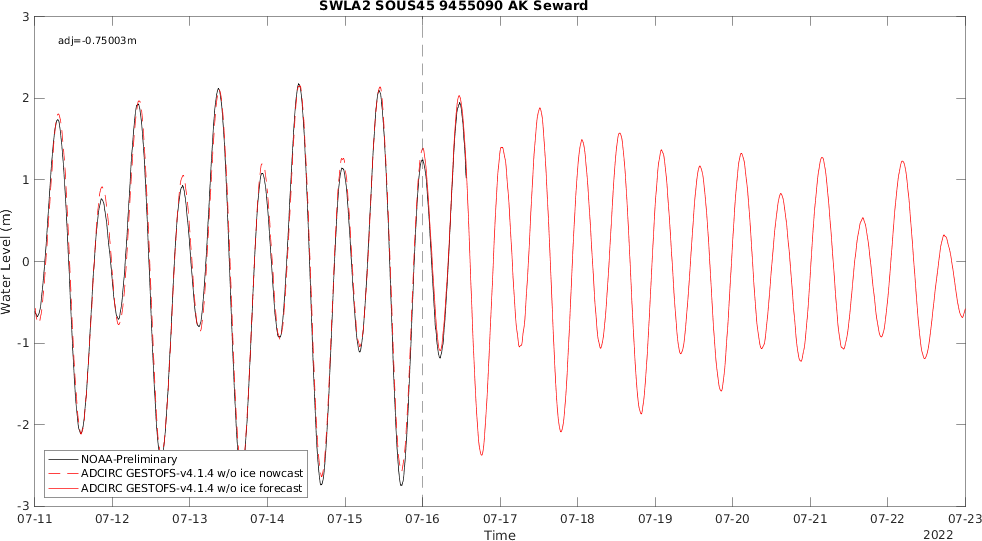 SWLA2 SOUS45 9455090 AK Seward
adj=-0.75003m
3
2
1
0
-1
-2
-3
Water Level (m)
NOAA-Preliminary
ADCIRC GESTOFS-v4.1.4 w/o ice nowcast
ADCIRC GESTOFS-v4.1.4 w/o ice forecast
07-11 07-12 07-13 07-14 07-15 07-16 07-17 07-18 07-19 07-20 07-21 07-22 07-23
Time
2022